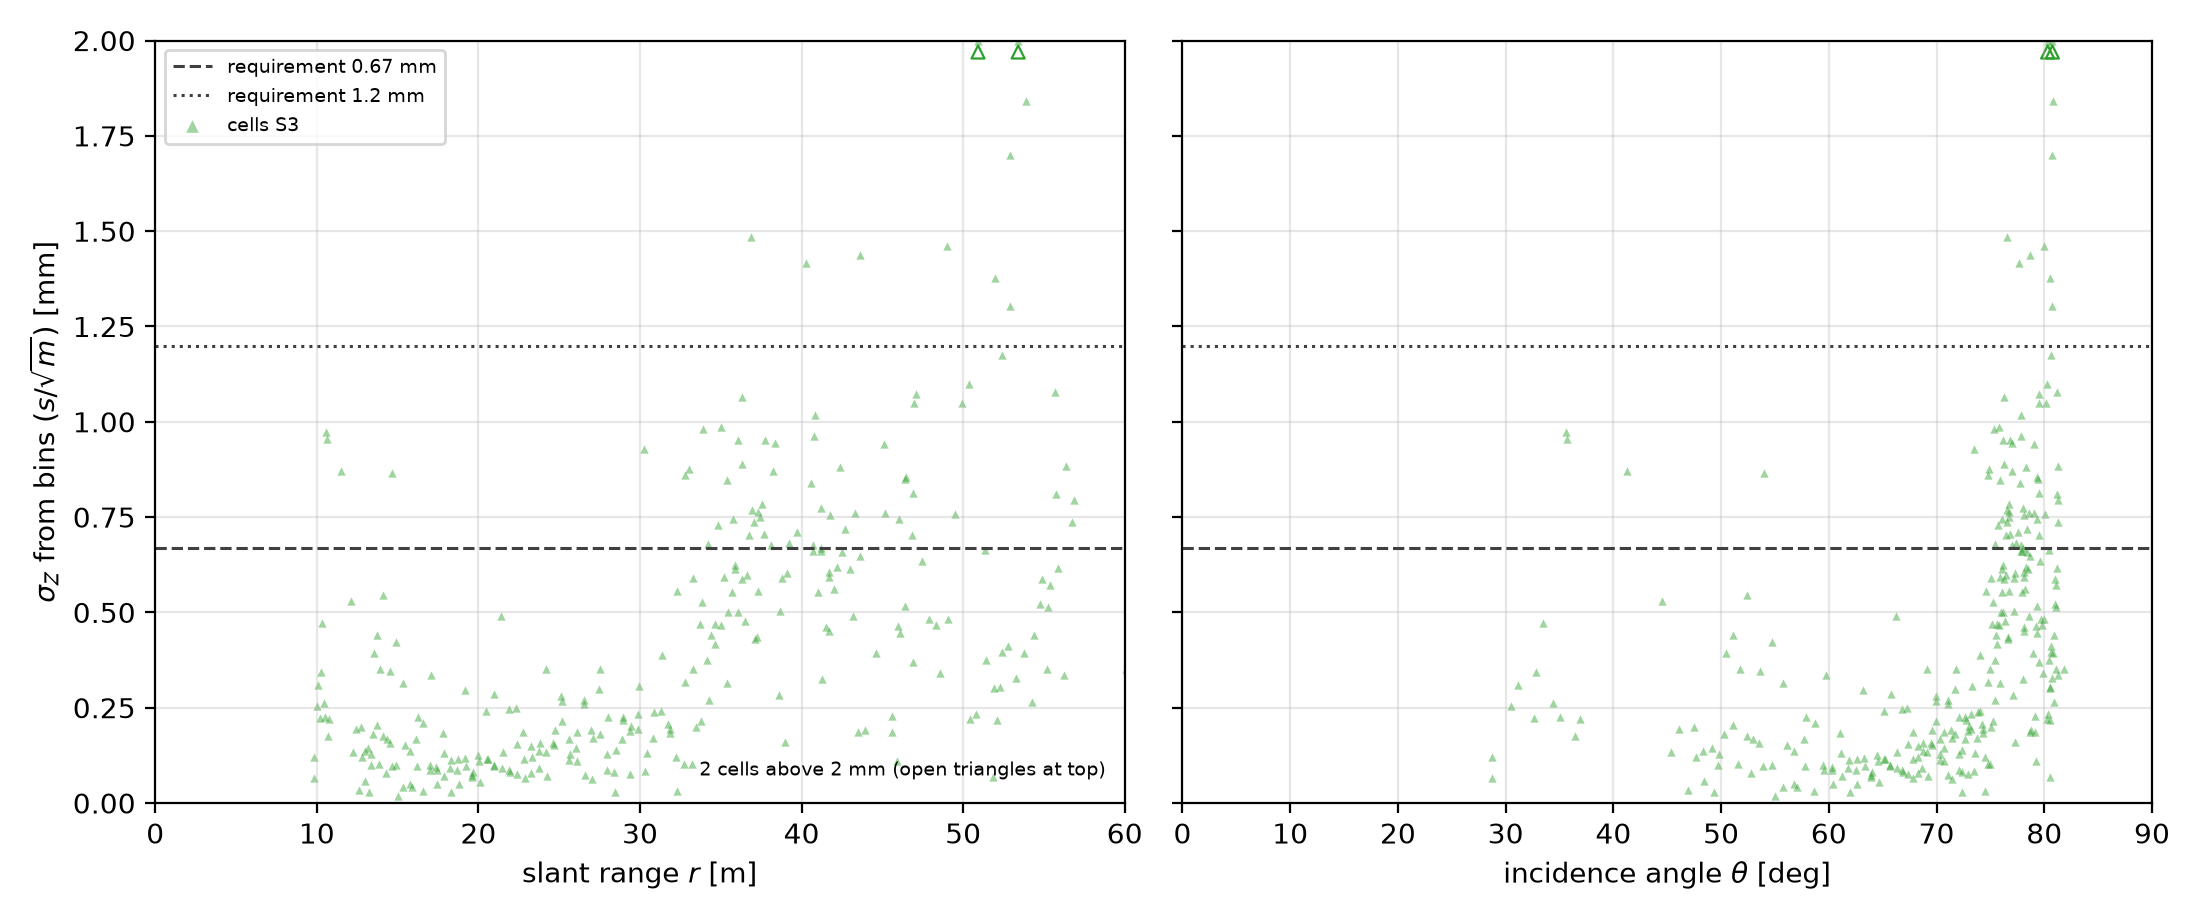 2.00
1.75
1.50
1.25
1.00
0.75
0.50
0.25
0.00
σZ from bins (s/√m) [mm]
requirement 0.67 mm
requirement 1.2 mm
cells S3
2 cells above 2 mm (open triangles at top)
0 10 20 30 40 50 60
slant range r [m]
0 10 20 30 40 50 60 70 80 90
incidence angle θ [deg]